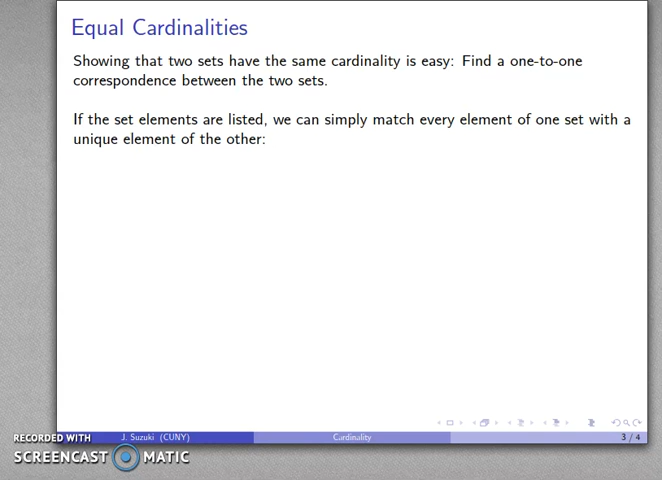 Equal Cardinalities
Showing that two sets have the same cardinality is easy: Find a one-to-one
correspondence between the two sets.
If the set elements are listed, we can simply match every element of one set with a
unique element of the other:
J. Suzuki (CUNY)
Cardinality
3 / 4
RECORDED WITH
SCREENCAST MATIC